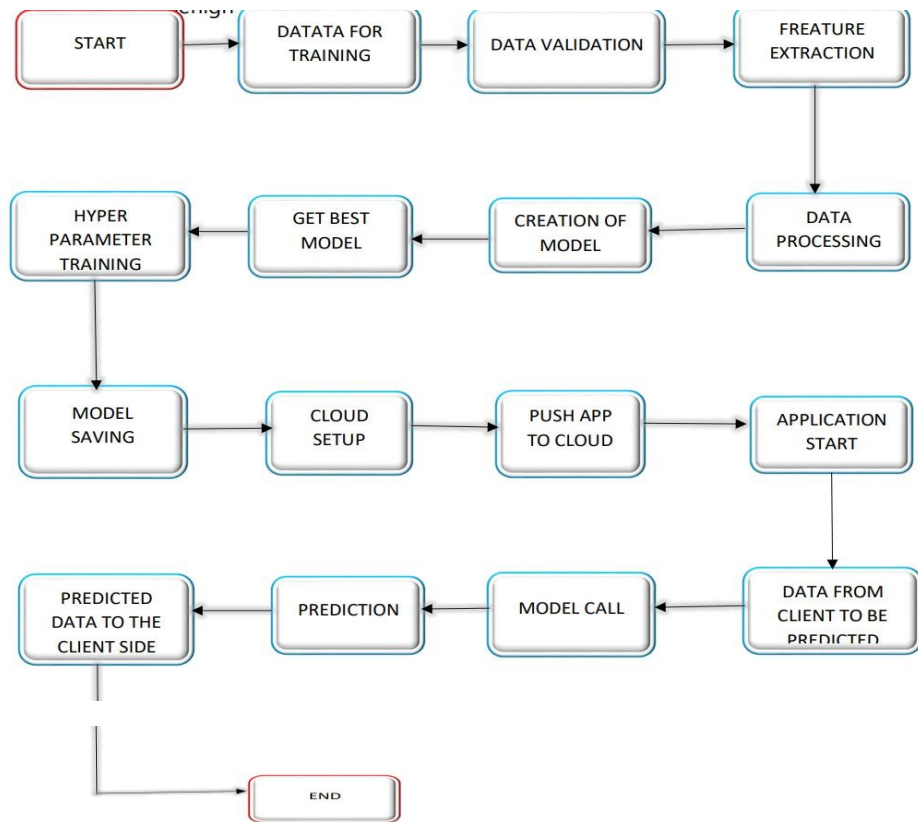 START
DATATA FOR
TRAINING
DATA VALIDATION
FREATURE
EXTRACTION
HYPER
PARAMETER
TRAINING
GET BEST
MODEL
CREATION OF
MODEL
DATA
PROCESSING
MODEL
SAVING
CLOUD
SETUP
PUSH APP
TO CLOUD
APPLICATION
START
PREDICTED
DATA TO THE
CLIENT SIDE
PREDICTION
MODEL CALL
DATA FROM
CLIENT TO BE
PREDICTED
END